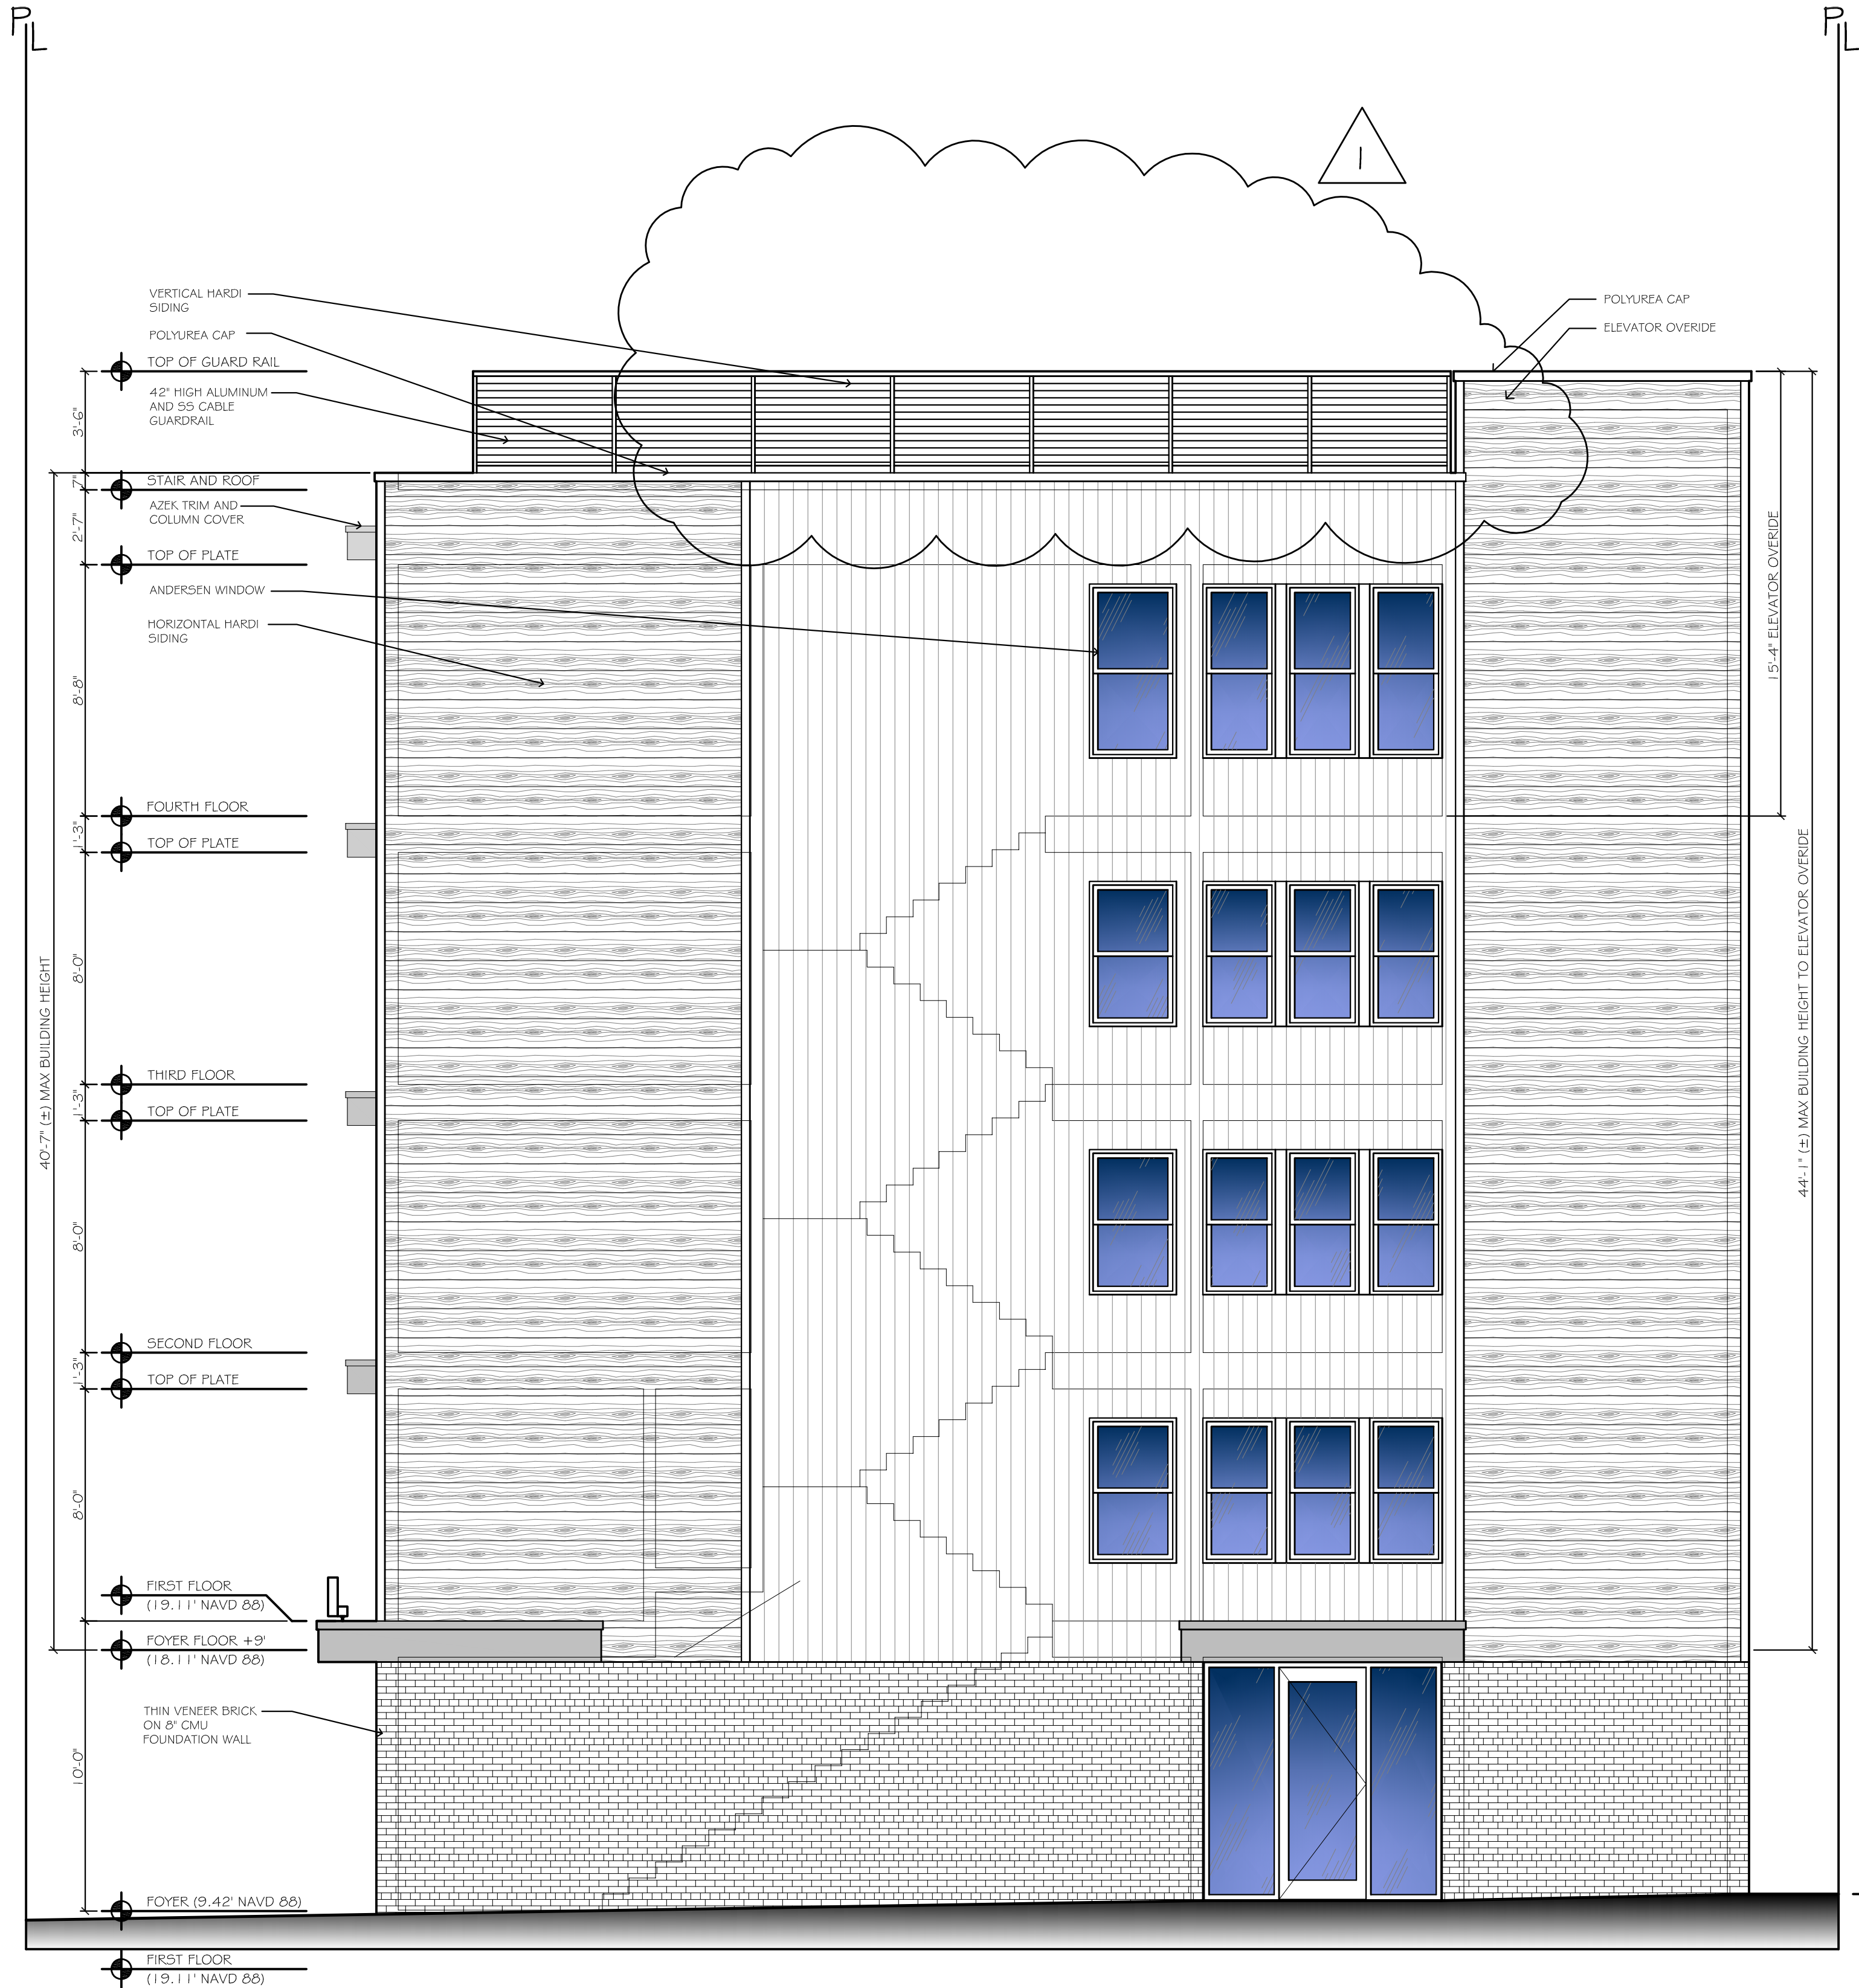 PL
PL
1
VERTICAL HARDI
SIDING
POLYUREA CAP
TOP OF GUARD RAIL
42" HIGH ALUMINUM
AND SS CABLE
GUARDRAIL
3'-6"
STAIR AND ROOF
7"
AZEK TRIM AND
COLUMN COVER
2'-7"
TOP OF PLATE
ANDERSEN WINDOW
HORIZONTAL HARDI
SIDING
8'-8"
FOURTH FLOOR
1'-3"
TOP OF PLATE
8'-0"
40'-7" (±) MAX BUILDING HEIGHT
THIRD FLOOR
1'-3"
TOP OF PLATE
8'-0"
SECOND FLOOR
1'-3"
TOP OF PLATE
8'-0"
FIRST FLOOR
(19.11' NAVD 88)
FOYER FLOOR +9'
(18.11' NAVD 88)
THIN VENEER BRICK
ON 8" CMU
FOUNDATION WALL
10'-0"
FOYER (9.42' NAVD 88)
FIRST FLOOR
(19.11' NAVD 88)
POLYUREA CAP
ELEVATOR OVERIDE
15'-4" ELEVATOR OVERRIDE
44'-1" (±) MAX BUILDING HEIGHT TO ELEVATOR OVERIDE